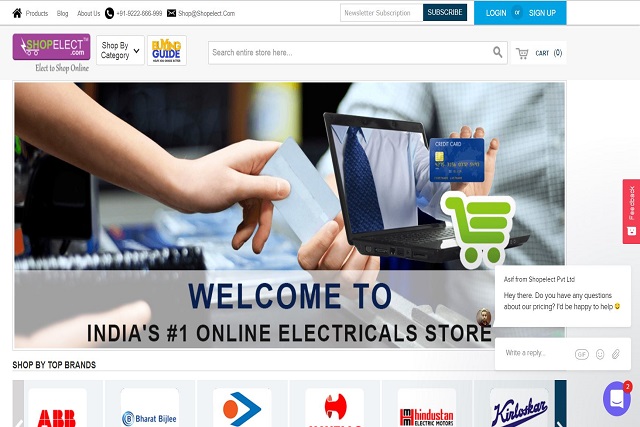 Products Blog About Us +91-9222-666-999 Shop@Shopelect.Com
Newsletter Subscription SUBSCRIBE LOGIN or SIGN UP
SHOPELECT
.com
Elect to Shop Online
Shop By
Category
BUYING
GUIDE
Search entire store here...
CART (0)
CREDIT CARD
WELCOME TO
INDIA'S #1 ONLINE ELECTRICALS STORE
Feedback
Asif from Shopelect Pvt Ltd
Hey there. Do you have any questions
about our pricing? I'd be happy to help
Write a reply...
GIF
SHOP BY TOP BRANDS
2
ABB
Bharat Bijlee
hindustan
ELECTRIC MOTORS
Kirloskar